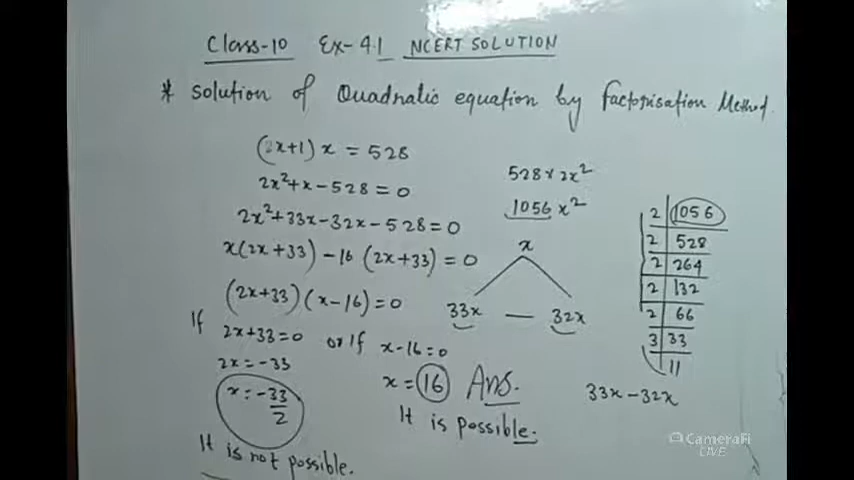 Class-10 Ex-4.1 NCERT SOLUTION
* Solution of Quadratic equation by factorisation Method.
(2x+1) x = 528
2x²+x-528=0
2x²+33x-32x-528=0
x(2x+33) -16 (2x+33) = 0
(2x+33) (x-16)=0
If 2x+33=0 or If x-16=0
2x = -33
x = -33/2
It is not possible.
x = 16 Ans.
It is possible.
528 x 2x²
1056 x²
x
33x — 32x
2 1056
2 528
2 264
2 132
2 66
3 33
11
33x - 32x
CameraFi
LIVE